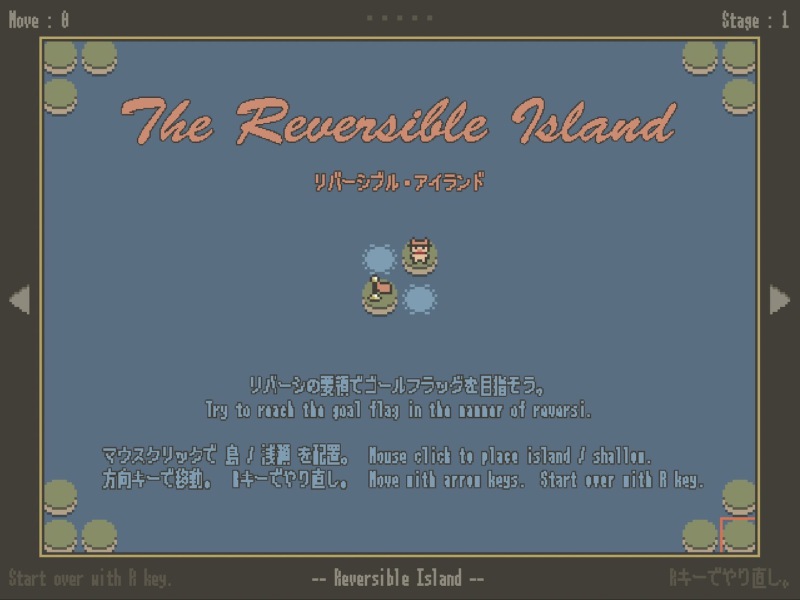 Move : 0
Stage : 1
The Reversible Island
リバーシブル・アイランド
リバーシの要領でゴールフラッグを目指そう。
Try to reach the goal flag in the manner of reversi.
マウスクリックで 島 / 浅瀬 を配置。 Mouse click to place island / shallow.
方向キーで移動。 Rキーでやり直し。 Move with arrow keys. Start over with R key.
Start over with R key.
-- Reversible Island --
Rキーでやり直し。